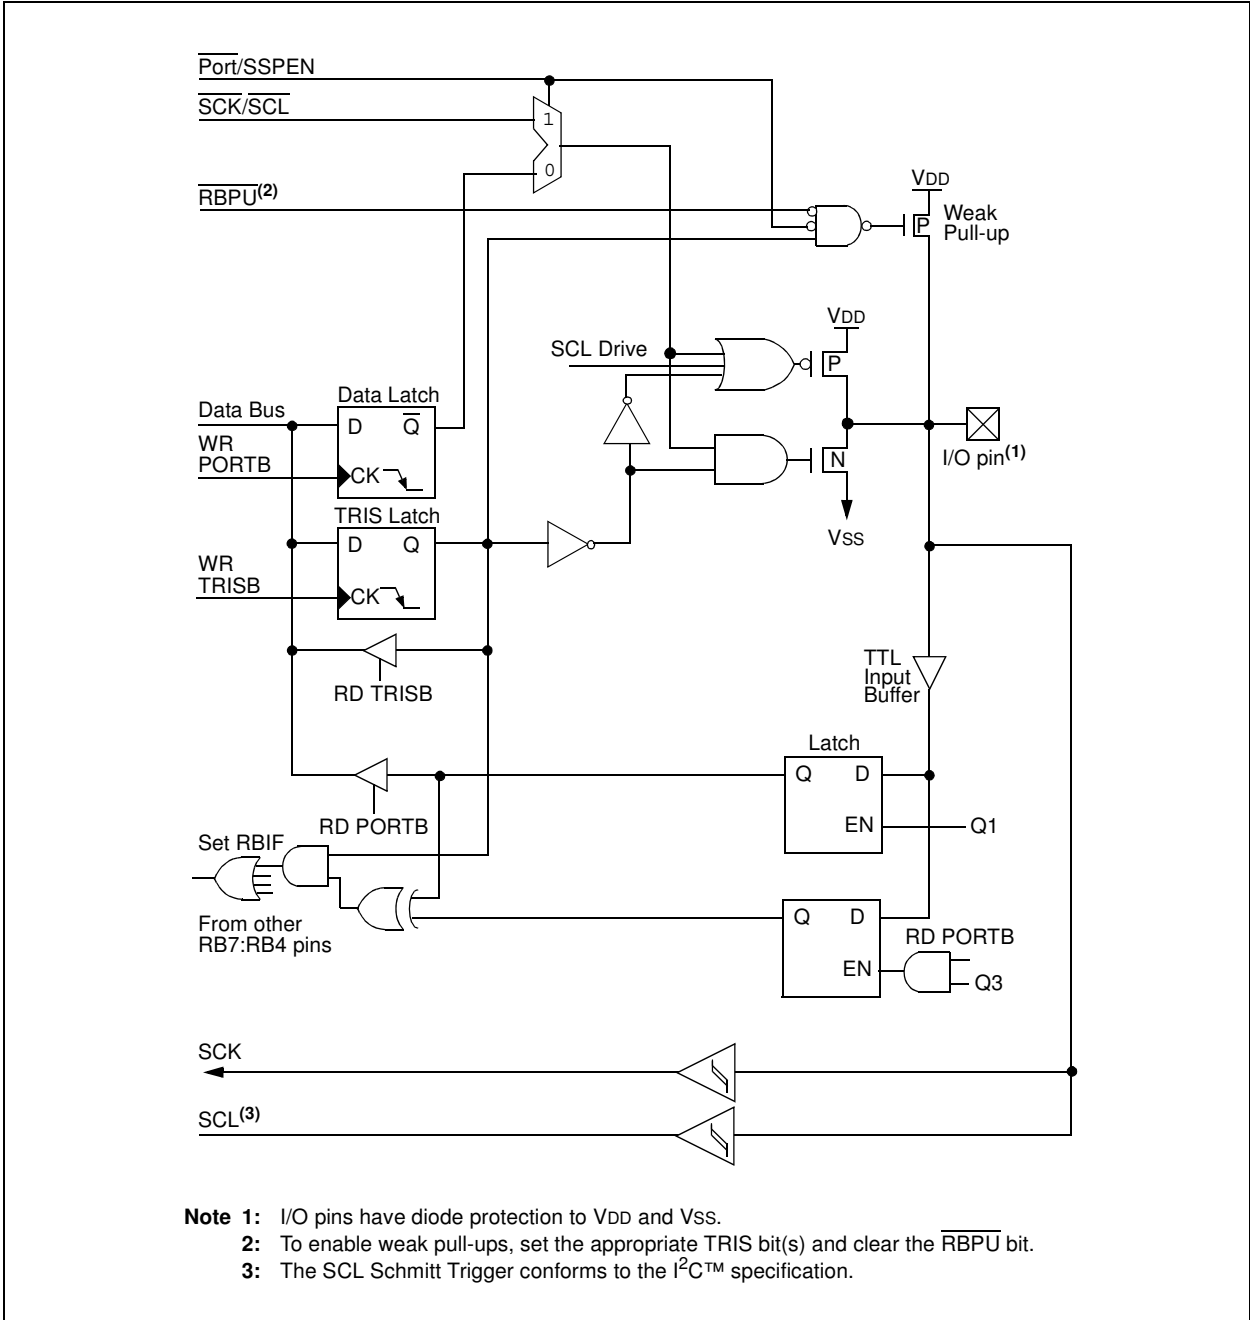 Port/SSPEN
SCK/SCL
1
0
RBPU(2)
VDD
P
Weak
Pull-up
VDD
SCL Drive
P
Data Latch
Data Bus
D
Q
WR
PORTB
CK
N
I/O pin(1)
VSS
TRIS Latch
D
Q
WR
TRISB
CK
RD TRISB
TTL
Input
Buffer
Latch
Q
D
EN
Q1
RD PORTB
Set RBIF
From other
RB7:RB4 pins
Q
D
RD PORTB
EN
Q3
SCK
SCL(3)
Note 1: I/O pins have diode protection to VDD and VSS.
2: To enable weak pull-ups, set the appropriate TRIS bit(s) and clear the RBPU bit.
3: The SCL Schmitt Trigger conforms to the I2C™ specification.